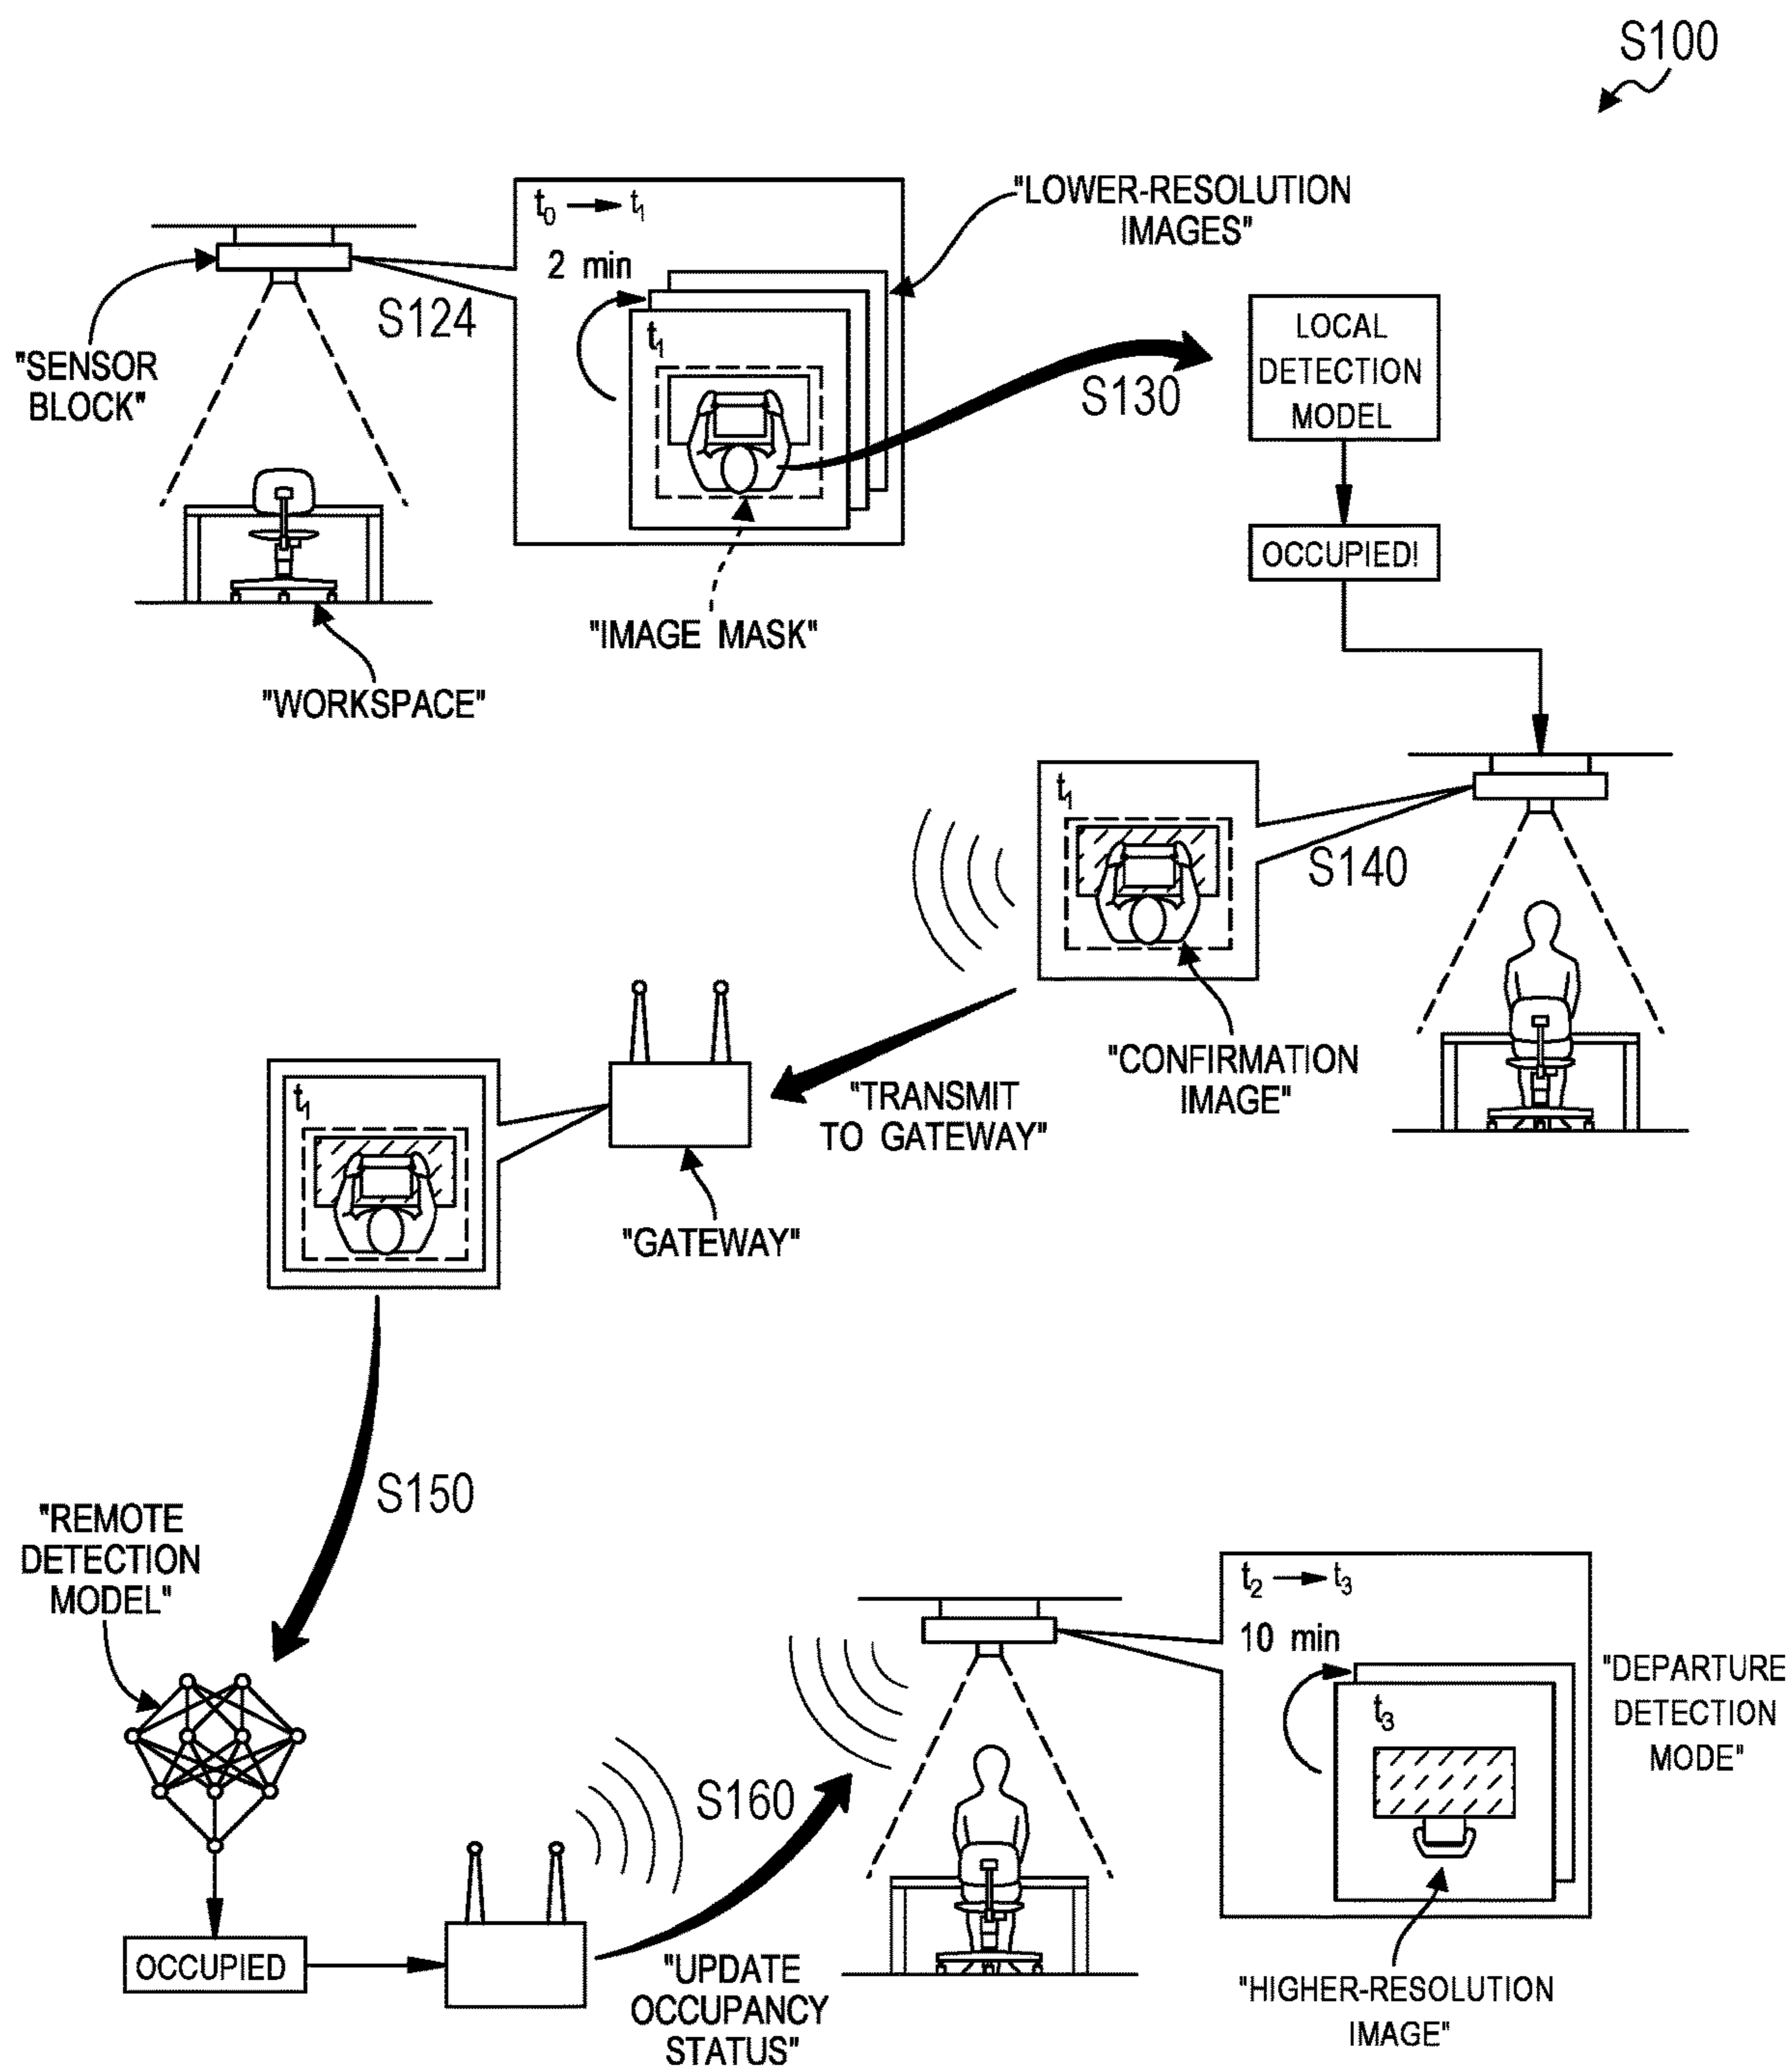 S100
t₀ → t₁
2 min
"LOWER-RESOLUTION
IMAGES"
S124
"SENSOR
BLOCK"
t₁
S130
LOCAL
DETECTION
MODEL
OCCUPIED!
"IMAGE MASK"
"WORKSPACE"
t₁
S140
"CONFIRMATION
IMAGE"
"TRANSMIT
TO GATEWAY"
t₁
"GATEWAY"
S150
"REMOTE
DETECTION
MODEL"
t₂ → t₃
10 min
"DEPARTURE
DETECTION
MODE"
t₃
S160
OCCUPIED
"UPDATE
OCCUPANCY
STATUS"
"HIGHER-RESOLUTION
IMAGE"